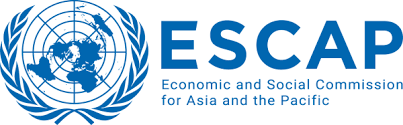 ESCAP
Economic and Social Commission
for Asia and the Pacific